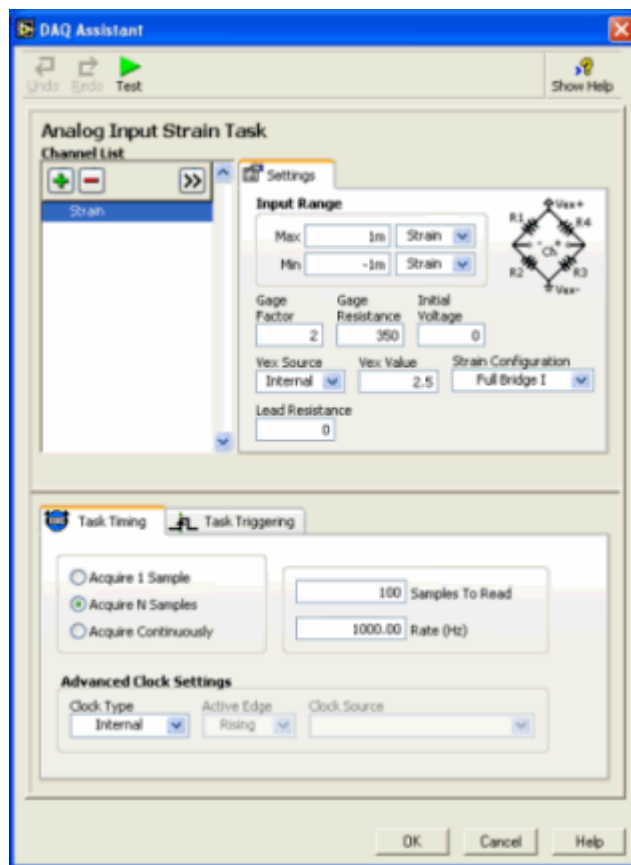 DAQ Assistant
Undo Redo Test Show Help
Analog Input Strain Task
Channel List
Strain
Settings
Input Range
Max 1m Strain
Min -1m Strain
Gage Factor 2
Gage Resistance 350
Initial Voltage 0
Vex Source Internal
Vex Value 2.5
Strain Configuration Full Bridge I
Lead Resistance 0
R1 Vex+ R4
- Ch +
R2 R3
Vex-
Task Timing Task Triggering
Acquire 1 Sample
Acquire N Samples
Acquire Continuously
100 Samples To Read
1000.00 Rate (Hz)
Advanced Clock Settings
Clock Type Active Edge Clock Source
Internal Rising
OK Cancel Help